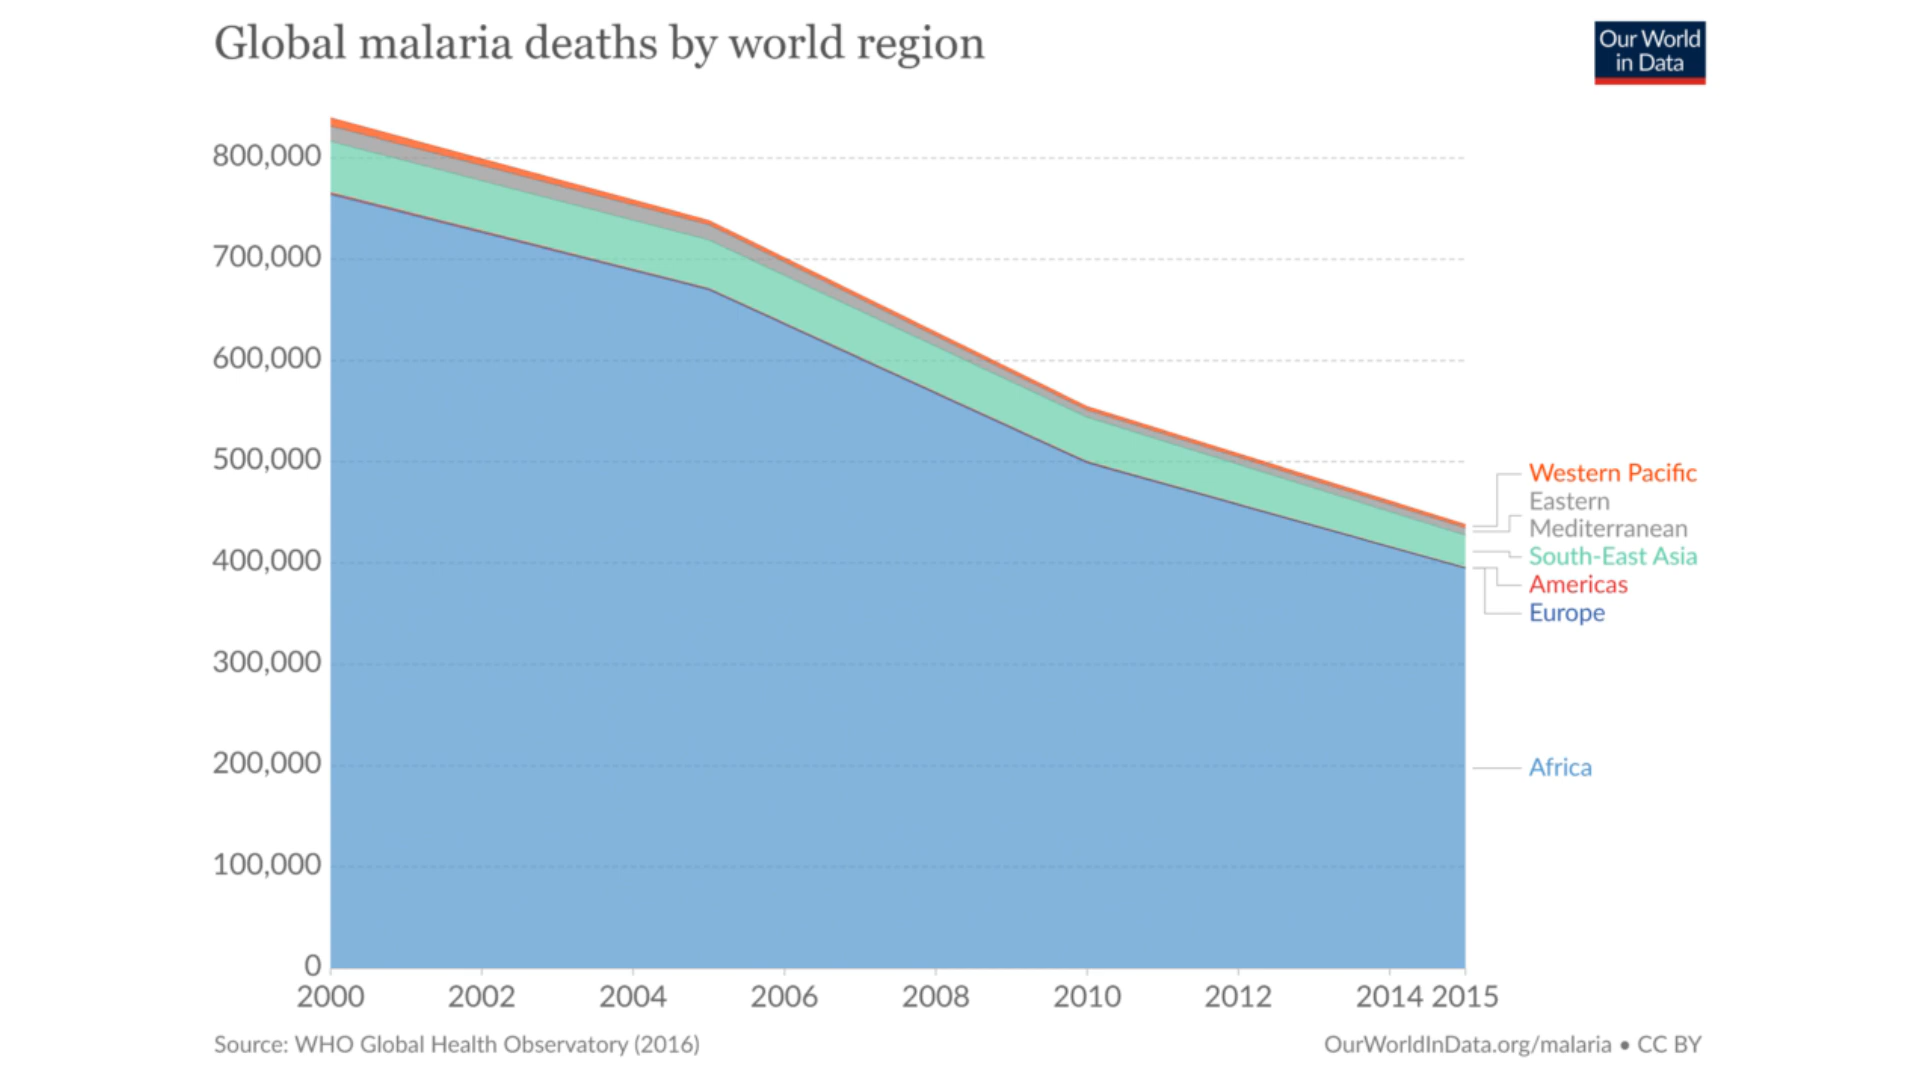 Global malaria deaths by world region
Our World
in Data
800,000
700,000
600,000
500,000
400,000
300,000
200,000
100,000
0
Western Pacific
Eastern
Mediterranean
South-East Asia
Americas
Europe
Africa
2000 2002 2004 2006 2008 2010 2012 2014 2015
Source: WHO Global Health Observatory (2016)
OurWorldInData.org/malaria • CC BY